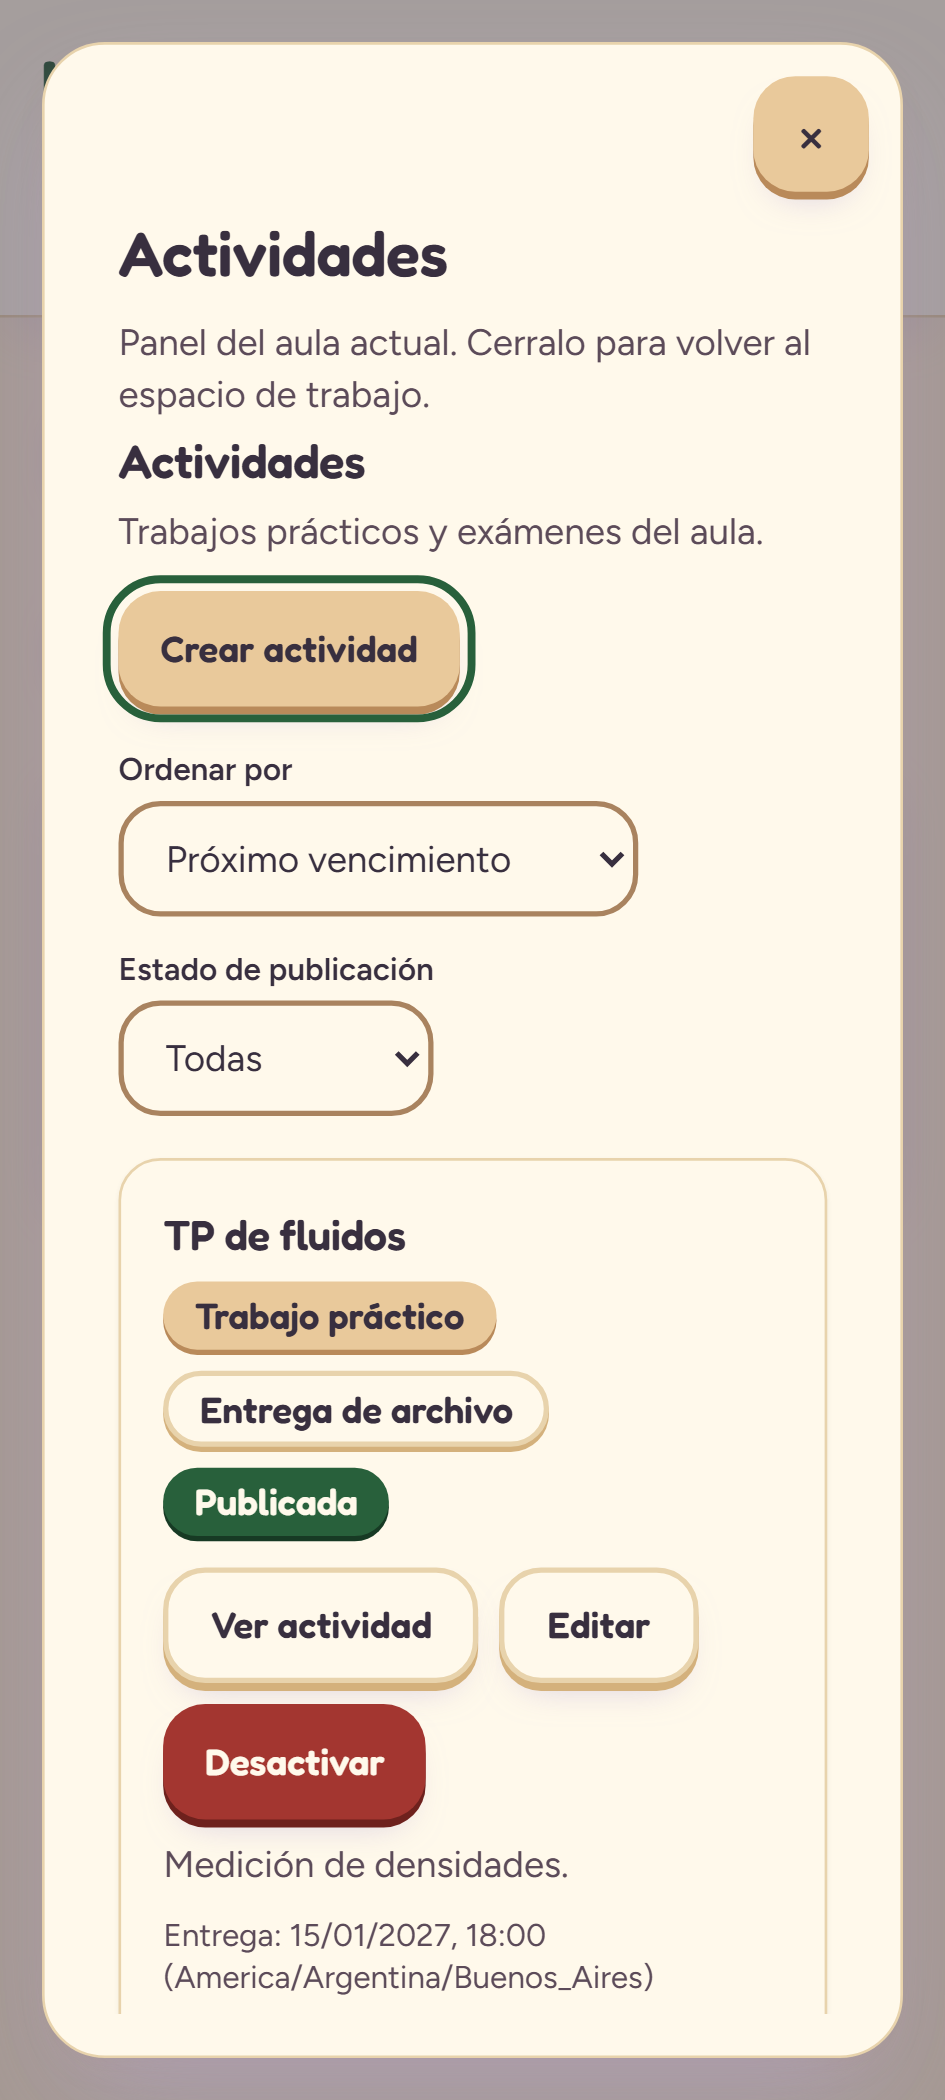 ×
Actividades
Panel del aula actual. Cerralo para volver al
espacio de trabajo.
Actividades
Trabajos prácticos y exámenes del aula.
Crear actividad
Ordenar por
Próximo vencimiento
Estado de publicación
Todas
TP de fluidos
Trabajo práctico
Entrega de archivo
Publicada
Ver actividad Editar
Desactivar
Medición de densidades.
Entrega: 15/01/2027, 18:00
(America/Argentina/Buenos_Aires)